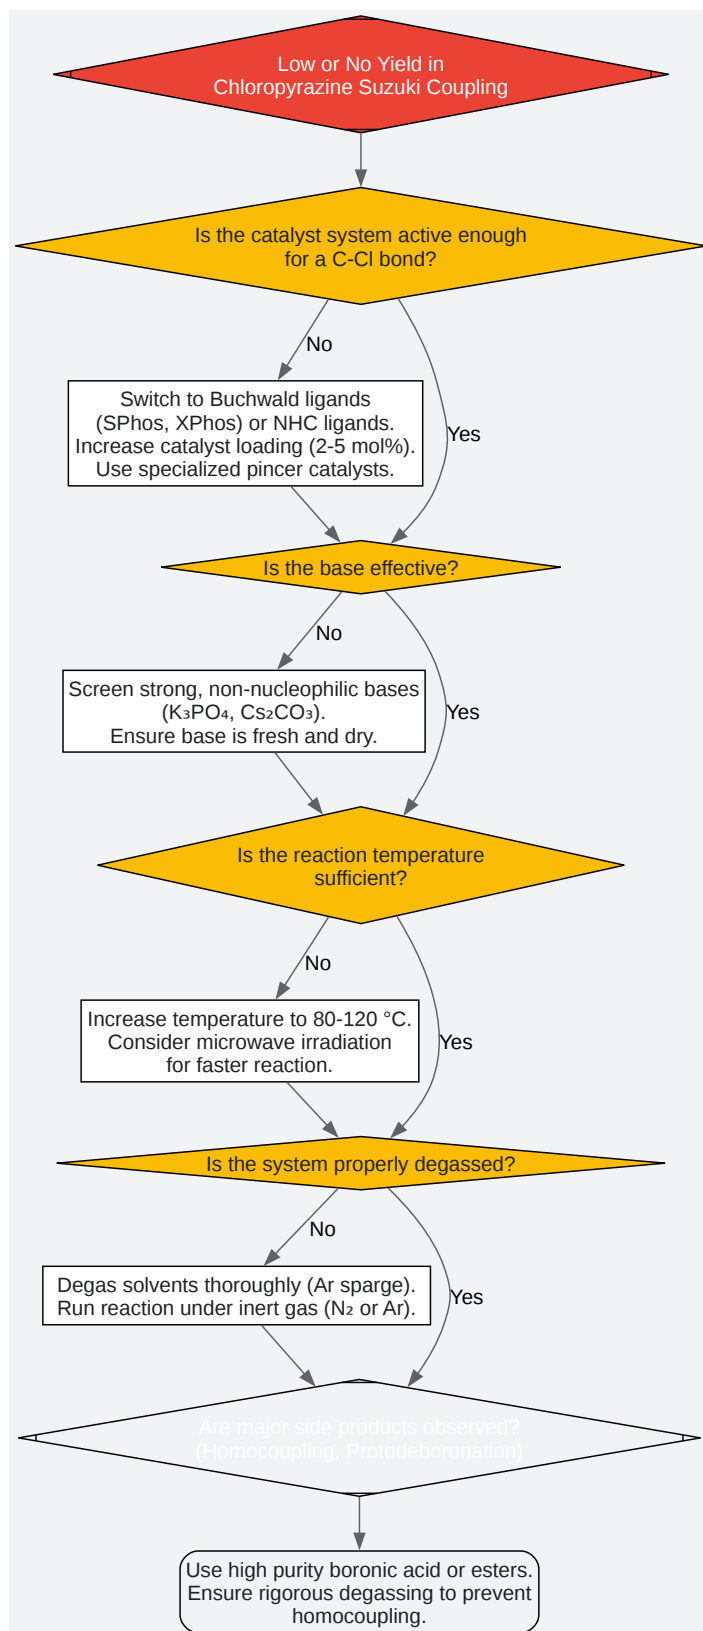 Low or No Yield in
Chloropyrazine Suzuki Coupling
Is the catalyst system active enough
for a C-Cl bond?
No
Switch to Buchwald ligands
(SPhos, XPhos) or NHC ligands.
Increase catalyst loading (2-5 mol%).
Use specialized pincer catalysts.
Yes
Is the base effective?
No
Screen strong, non-nucleophilic bases
(K₃PO₄, Cs₂CO₃).
Ensure base is fresh and dry.
Yes
Is the reaction temperature
sufficient?
No
Increase temperature to 80-120 °C.
Consider microwave irradiation
for faster reaction.
Yes
Is the system properly degassed?
No
Degas solvents thoroughly (Ar sparge).
Run reaction under inert gas (N₂ or Ar).
Yes
Are major side products observed?
(Homocoupling, Protodeboronation)
Use high purity boronic acid or esters.
Ensure rigorous degassing to prevent
homocoupling.